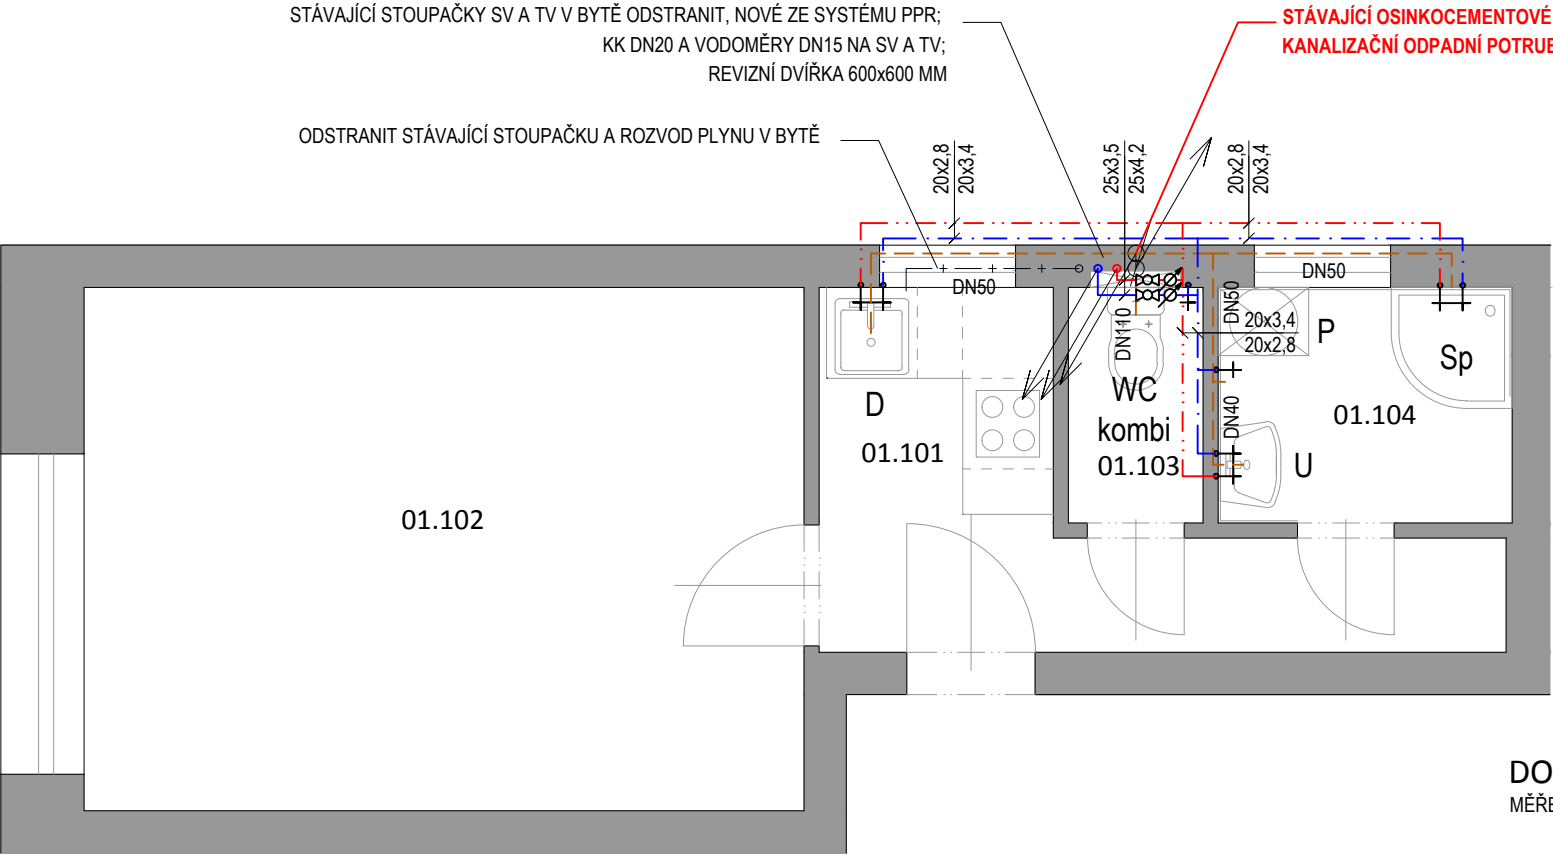 STÁVAJÍCÍ STOUPAČKY SV A TV V BYTĚ ODSTRANIT, NOVÉ ZE SYSTÉMU PPR;
KK DN20 A VODOMĚRY DN15 NA SV A TV;
REVIZNÍ DVÍŘKA 600x600 MM
STÁVAJÍCÍ OSINKOCEMENTOVÉ
KANALIZAČNÍ ODPADNÍ POTRUB
ODSTRANIT STÁVAJÍCÍ STOUPAČKU A ROZVOD PLYNU V BYTĚ
20x2,8
20x3,4
25x3,5
25x4,2
20x2,8
20x3,4
DN50
DN50
DN50
DN110
20x3,4
20x2,8
P
Sp
D
WC
kombi
01.103
DN40
01.104
01.101
U
01.102
DO
MĚŘE